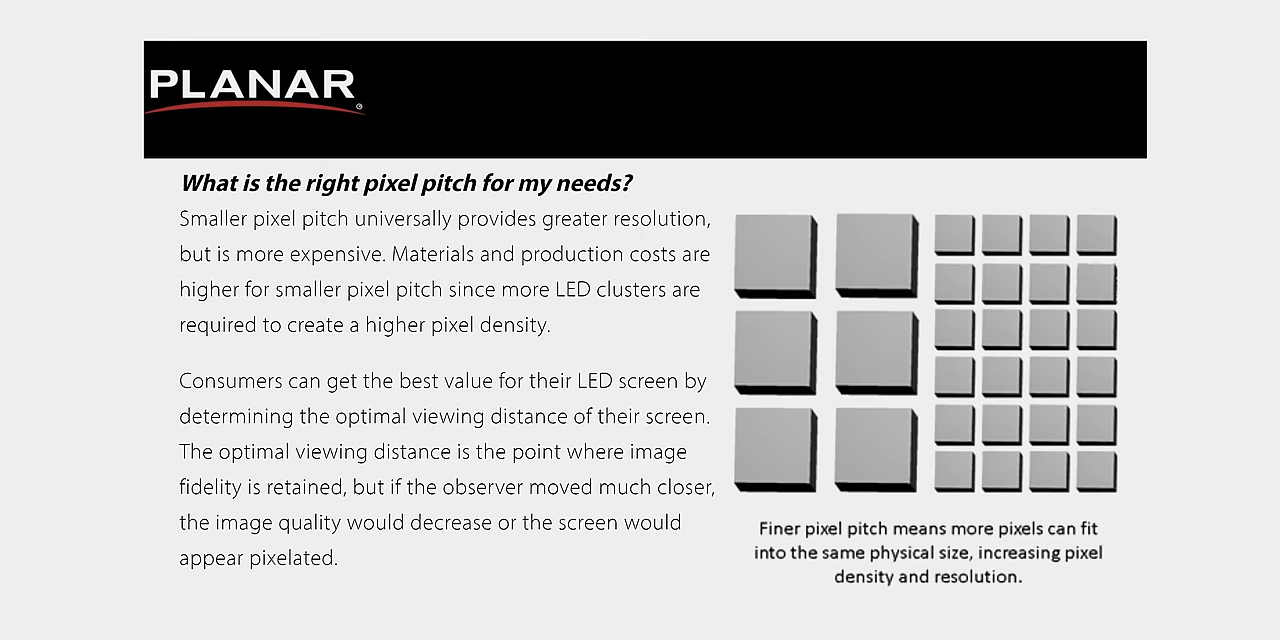 PLANAR
What is the right pixel pitch for my needs?
Smaller pixel pitch universally provides greater resolution,
but is more expensive. Materials and production costs are
higher for smaller pixel pitch since more LED clusters are
required to create a higher pixel density.
Consumers can get the best value for their LED screen by
determining the optimal viewing distance of their screen.
The optimal viewing distance is the point where image
fidelity is retained, but if the observer moved much closer,
the image quality would decrease or the screen would
appear pixelated.
Finer pixel pitch means more pixels can fit
into the same physical size, increasing pixel
density and resolution.